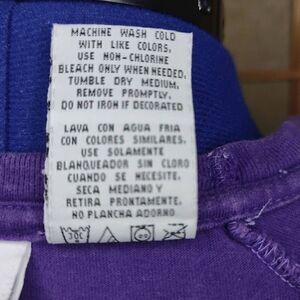 MACHINE WASH COLD
WITH LIKE COLORS,
USE NON-CHLORINE
BLEACH ONLY WHEN NEEDED.
TUMBLE DRY MEDIUM,
REMOVE PROMPTLY.
DO NOT IRON IF DECORATED
LAVA CON AGUA FRIA
CON COLORES SIMILARES.
USE SOLAMENTE
BLANQUEADOR SIN CLORO
CUANDO SE NECESITE.
SECA MEDIANO Y
RETIRA PRONTAMENTE.
NO PLANCHA ADORNO